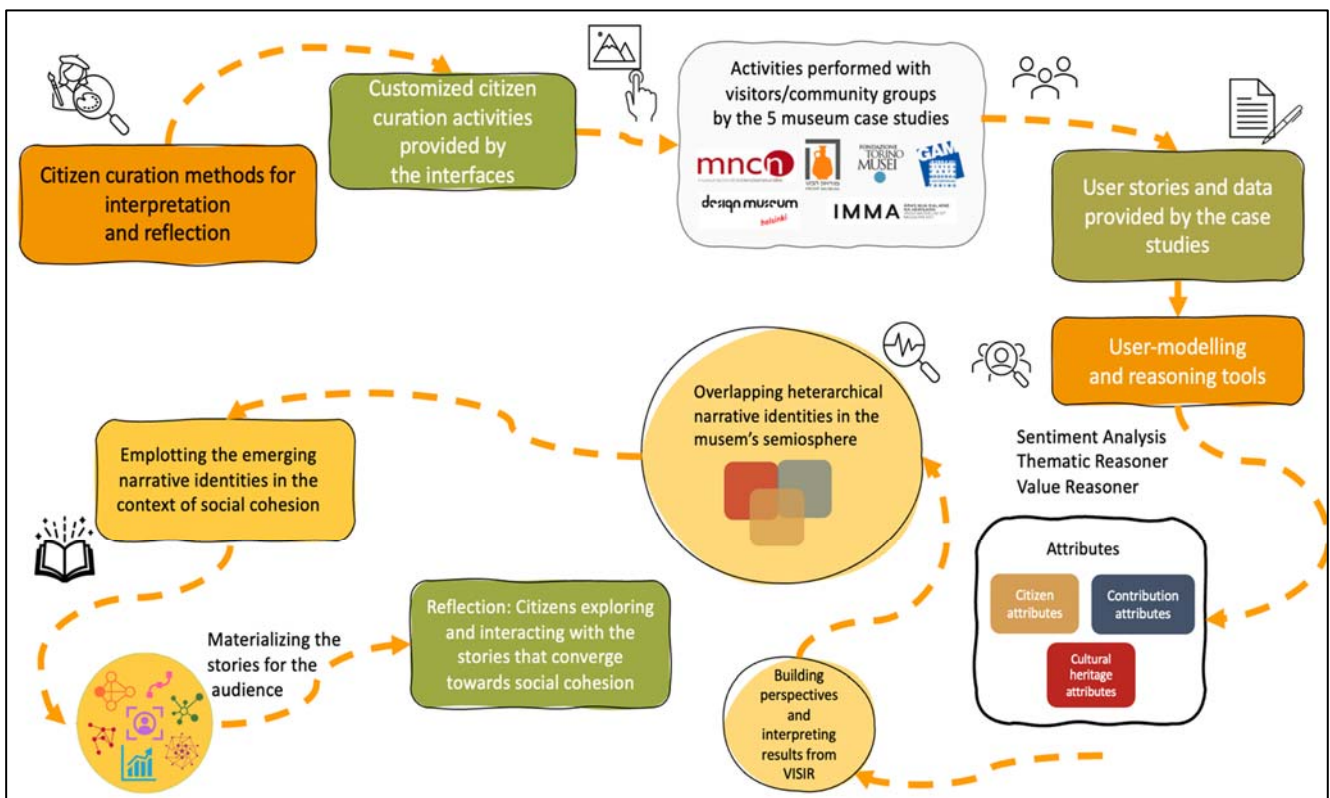 Citizen curation methods for
interpretation
and reflection
Customized citizen
curation activities
provided by
the interfaces
Activities performed with
visitors/community groups
by the 5 museum case studies
mncn
FONDAZIONE
TORINO
MUSEI
GAM
design museum
helsinki
IMMA
User stories and data
provided by the case
studies
User-modelling
and reasoning tools
Sentiment Analysis
Thematic Reasoner
Value Reasoner
Attributes
Citizen
attributes
Contribution
attributes
Cultural
heritage
attributes
Building
perspectives
and
interpreting
results from
VISIR
Overlapping heterarchical
narrative identities in the
musem's semiosphere
Emplotting the emerging
narrative identities in the
context of social cohesion
Materializing the
stories for the
audience
Reflection: Citizens exploring
and interacting with the
stories that converge
towards social cohesion